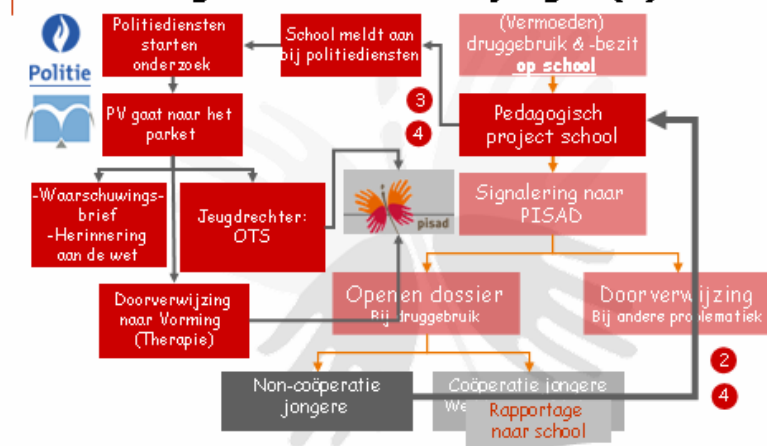 Politiediensten
starten
onderzoek
School meldt aan
bij politiediensten
(Vermoeden)
druggebruik & -bezit
op school
Politie
3
4
PV gaat naar het
parket
Pedagogisch
project school
-Waarschuwings-
brief
-Herinnering
aan de wet
Jeugdrechter:
OTS
pisad
Signalering naar
PISAD
Doorverwijzing
naar Vorming
(Therapie)
Openen dossier
Bij druggebruik
Doorverwijzing
Bij andere problematiek
2
4
Non-coöperatie
jongere
Coöperatie jongere
Rapportage
naar school